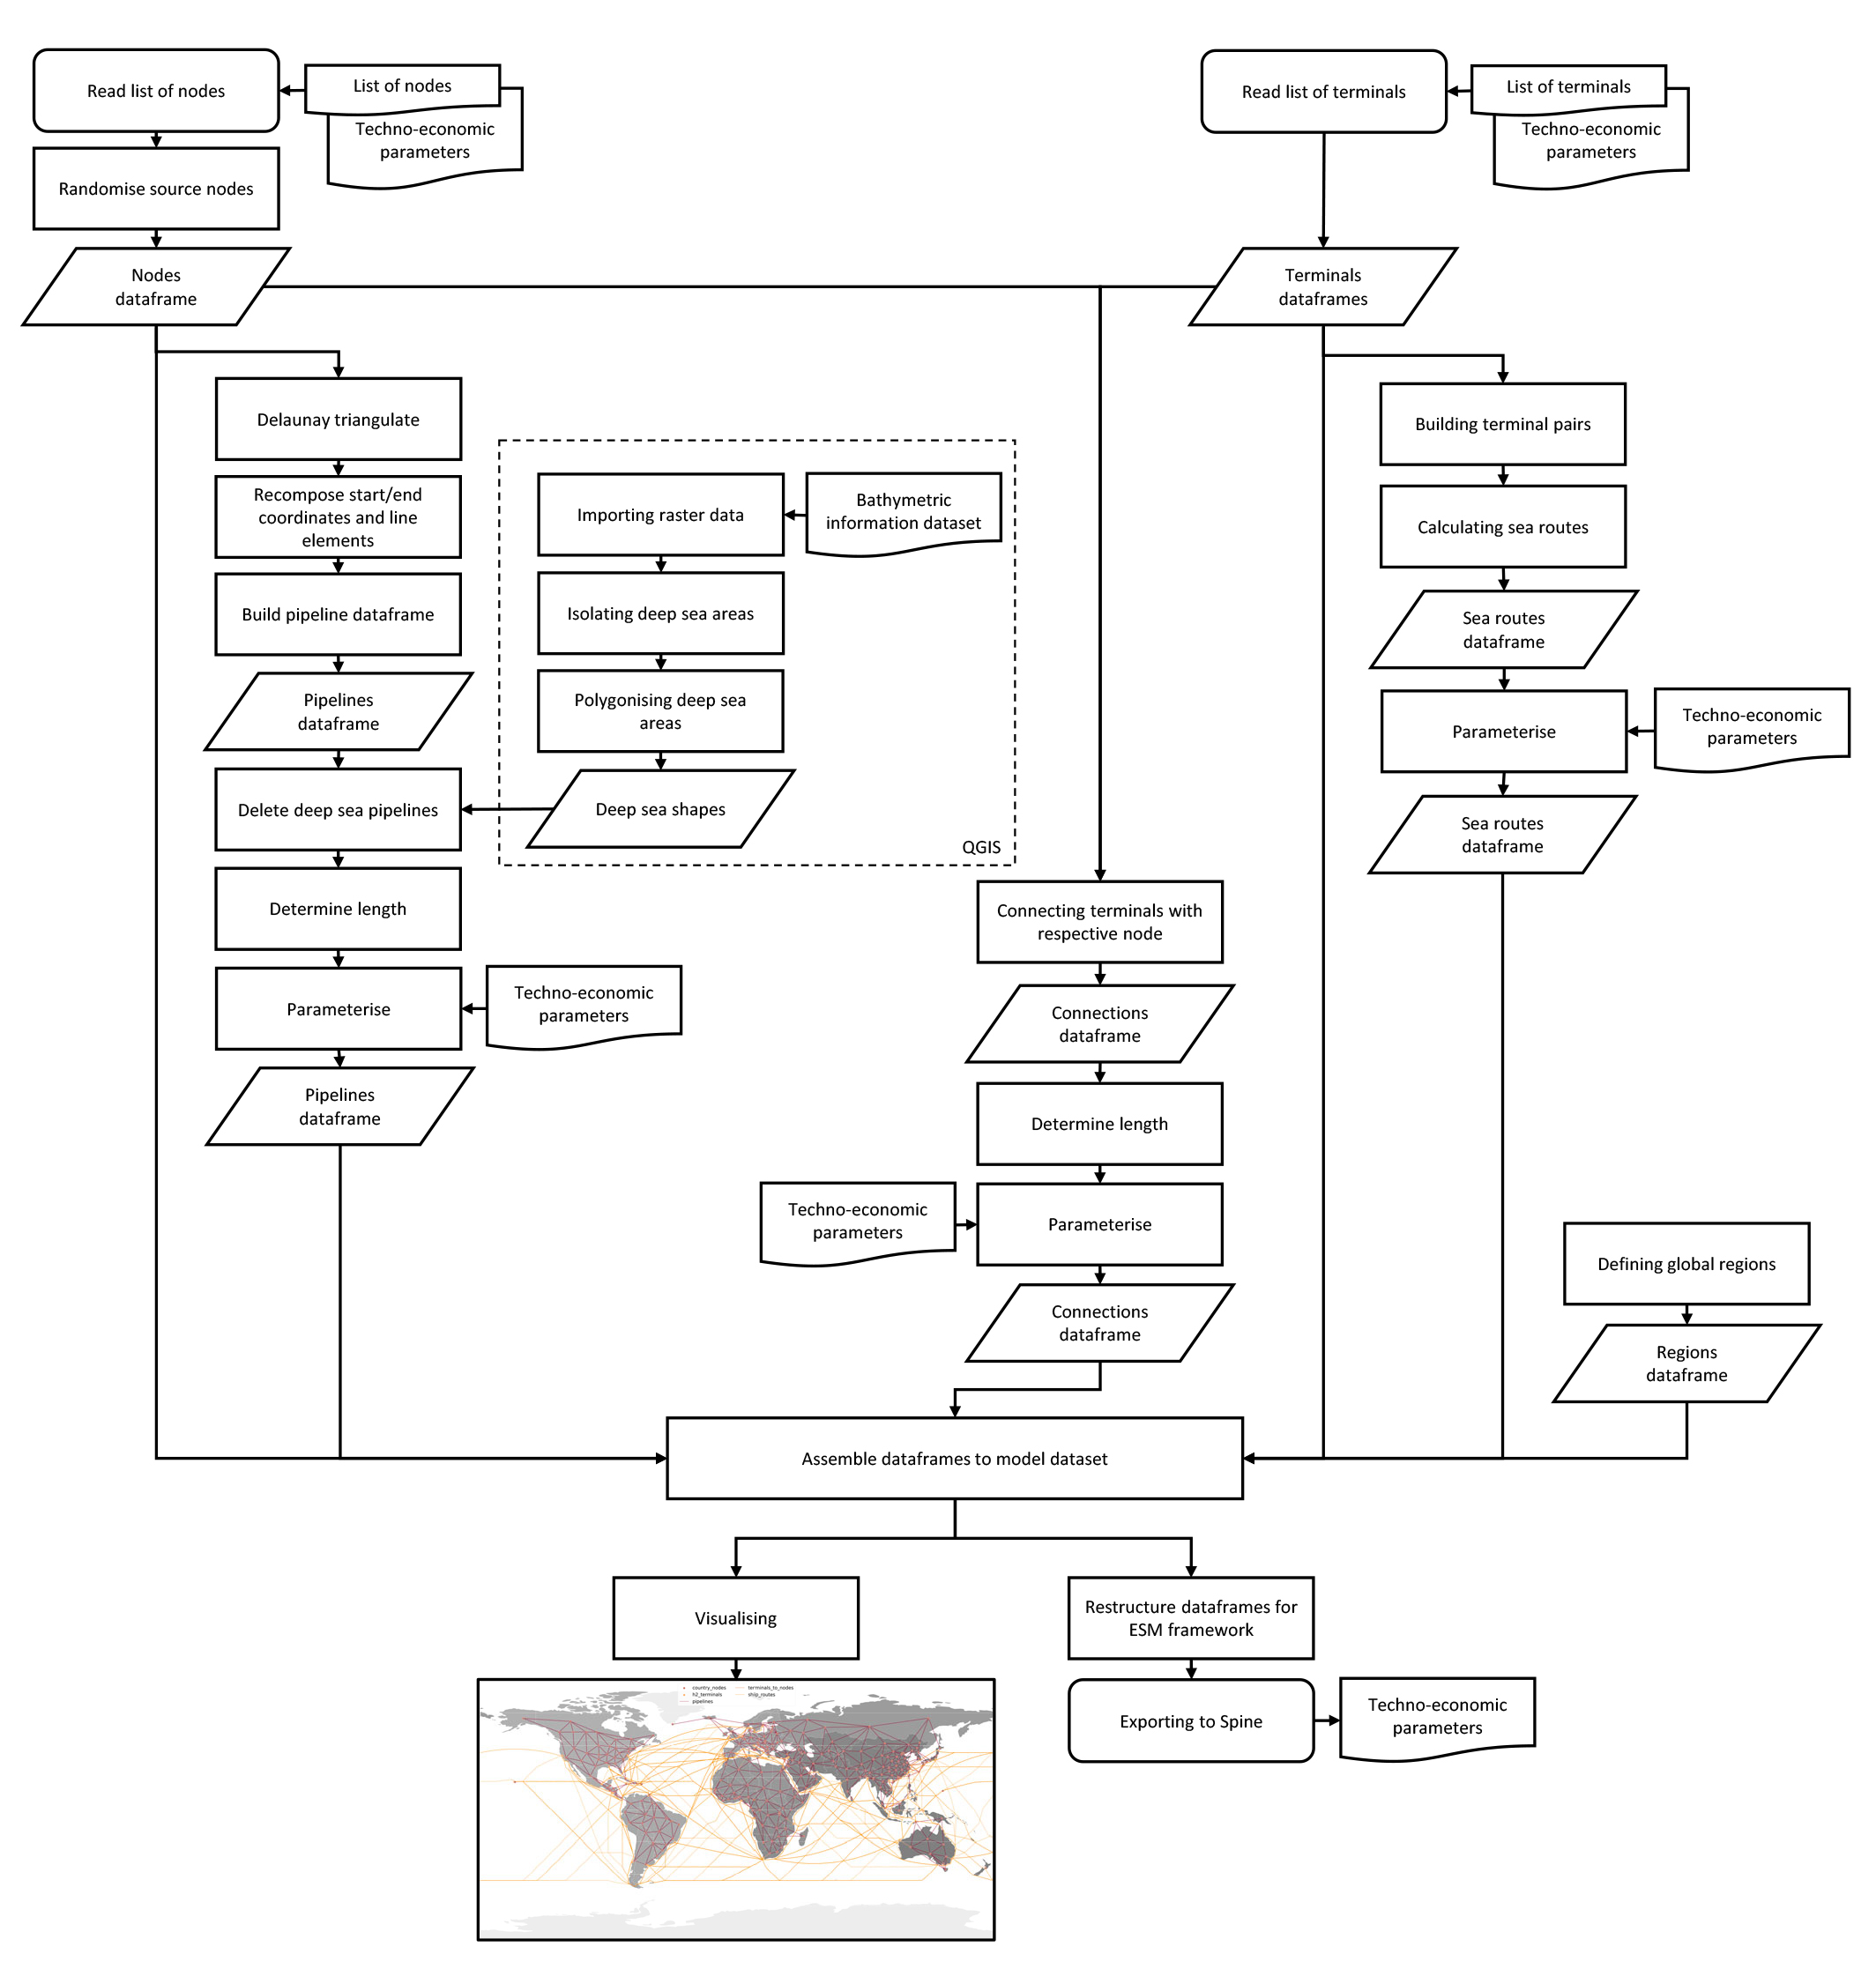 Read list of nodes
List of nodes
Techno-economic
parameters
Randomise source nodes
Nodes
dataframe
Read list of terminals
List of terminals
Techno-economic
parameters
Terminals
dataframes
Delaunay triangulate
Recompose start/end
coordinates and line
elements
Build pipeline dataframe
Pipelines
dataframe
Delete deep sea pipelines
Determine length
Parameterise
Techno-economic
parameters
Pipelines
dataframe
Importing raster data
Bathymetric
information dataset
Isolating deep sea areas
Polygonising deep sea
areas
Deep sea shapes
QGIS
Connecting terminals with
respective node
Connections
dataframe
Determine length
Techno-economic
parameters
Parameterise
Connections
dataframe
Building terminal pairs
Calculating sea routes
Sea routes
dataframe
Parameterise
Techno-economic
parameters
Sea routes
dataframe
Defining global regions
Regions
dataframe
Assemble dataframes to model dataset
Visualising
country_nodes
h2_terminals
pipelines
terminals_to_nodes
ship_routes
Restructure dataframes for
ESM framework
Exporting to Spine
Techno-economic
parameters